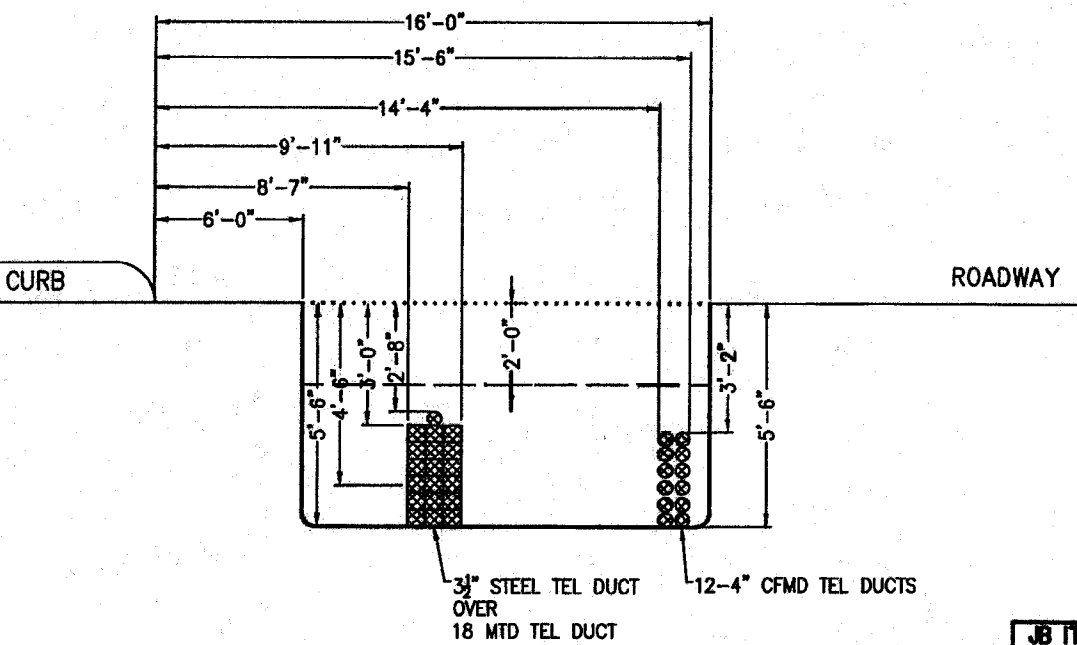 16'-0"
15'-6"
14'-4"
9'-11"
8'-7"
6'-0"
CURB
ROADWAY
5'-6"
4'-6"
3'-0"
2'-8"
2'-0"
3'-2"
5'-6"
3½" STEEL TEL DUCT
OVER
18 MTD TEL DUCT
12-4" CFMD TEL DUCTS
JB